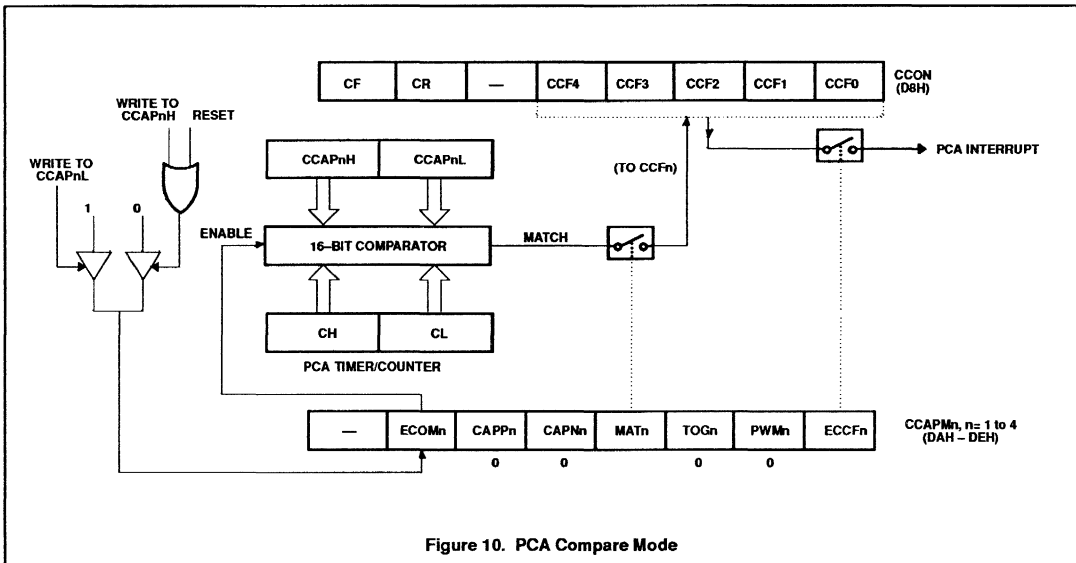 CF CR — CCF4 CCF3 CCF2 CCF1 CCF0
CCON
(D8H)
WRITE TO
CCAPnH RESET
WRITE TO
CCAPnL
1 0
CCAPnH CCAPnL
(TO CCFn)
PCA INTERRUPT
ENABLE
16–BIT COMPARATOR
MATCH
CH CL
PCA TIMER/COUNTER
— ECOMn CAPPn CAPNn MATn TOGn PWMn ECCFn
CCAPMn, n= 1 to 4
(DAH – DEH)
0 0 0 0
Figure 10. PCA Compare Mode